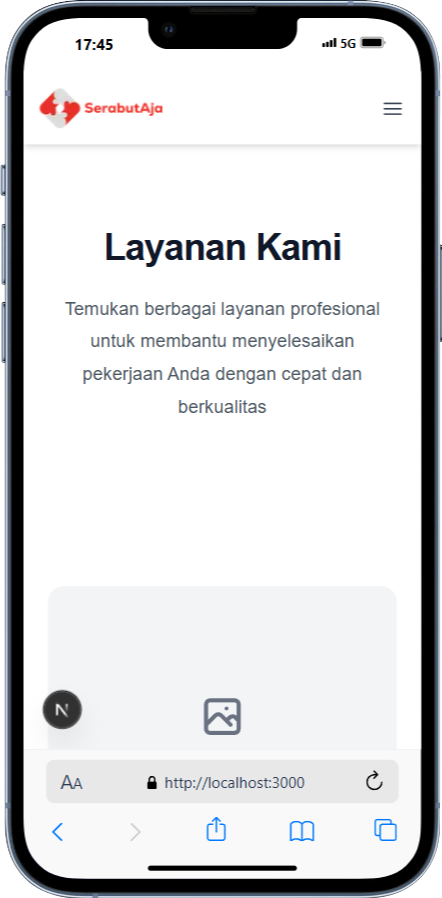 17:45
5G
SerabutAja
Layanan Kami
Temukan berbagai layanan profesional
untuk membantu menyelesaikan
pekerjaan Anda dengan cepat dan
berkualitas
N
AA
http://localhost:3000